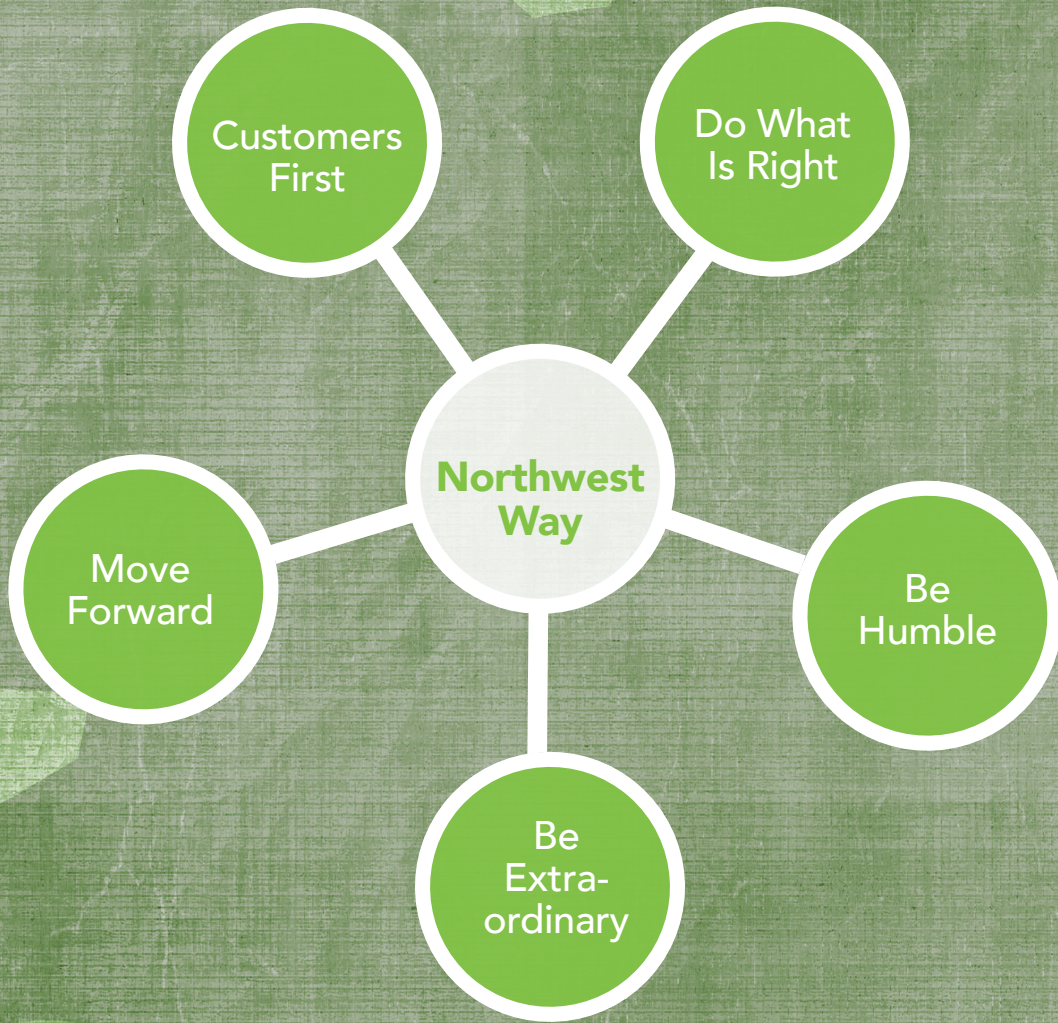 Customers
First
Do What
Is Right
Northwest
Way
Move
Forward
Be
Humble
Be
Extra-
ordinary